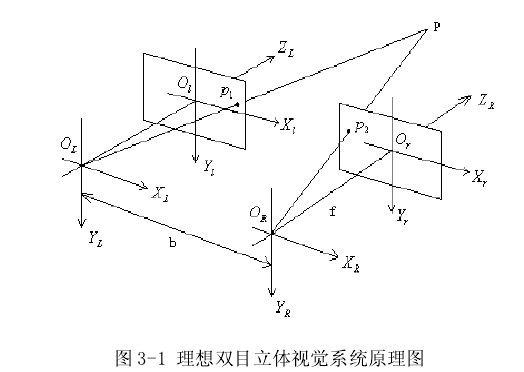 P
Z_L
O_l
p_1
X_l
Y_l
Z_R
p_2
O_r
X_r
Y_r
O_L
X_L
Y_L
b
O_R
f
X_R
Y_R
图 3-1 理想双目立体视觉系统原理图